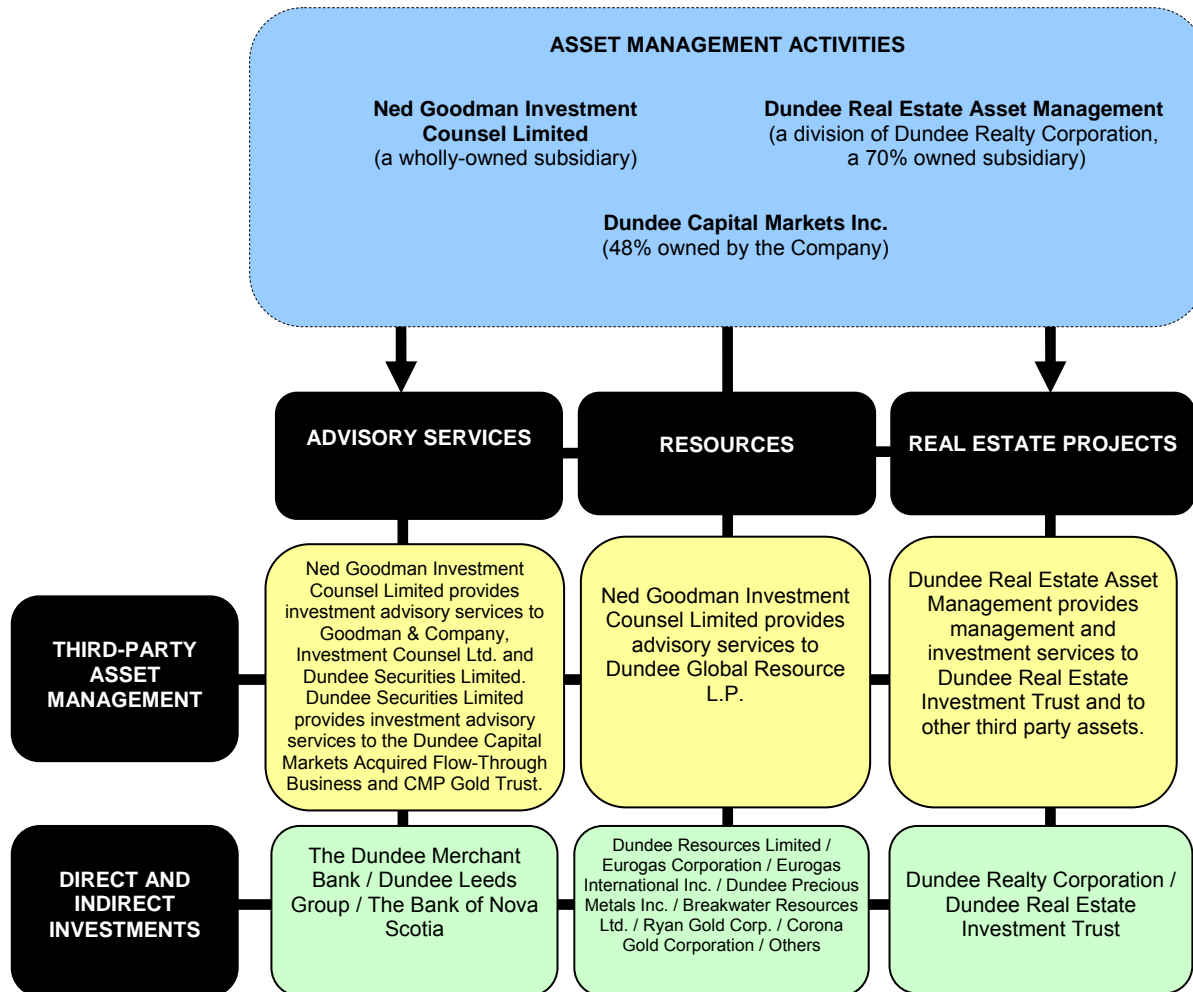 ASSET MANAGEMENT ACTIVITIES
Ned Goodman Investment
Counsel Limited
(a wholly-owned subsidiary)
Dundee Real Estate Asset Management
(a division of Dundee Realty Corporation,
a 70% owned subsidiary)
Dundee Capital Markets Inc.
(48% owned by the Company)
ADVISORY SERVICES
RESOURCES
REAL ESTATE PROJECTS
THIRD-PARTY
ASSET
MANAGEMENT
Ned Goodman Investment
Counsel Limited provides
investment advisory services to
Goodman & Company,
Investment Counsel Ltd. and
Dundee Securities Limited.
Dundee Securities Limited
provides investment advisory
services to the Dundee Capital
Markets Acquired Flow-Through
Business and CMP Gold Trust.
Ned Goodman Investment
Counsel Limited provides
advisory services to
Dundee Global Resource
L.P.
Dundee Real Estate Asset
Management provides
management and
investment services to
Dundee Real Estate
Investment Trust and to
other third party assets.
DIRECT AND
INDIRECT
INVESTMENTS
The Dundee Merchant
Bank / Dundee Leeds
Group / The Bank of Nova
Scotia
Dundee Resources Limited /
Eurogas Corporation / Eurogas
International Inc. / Dundee Precious
Metals Inc. / Breakwater Resources
Ltd. / Ryan Gold Corp. / Corona
Gold Corporation / Others
Dundee Realty Corporation /
Dundee Real Estate
Investment Trust